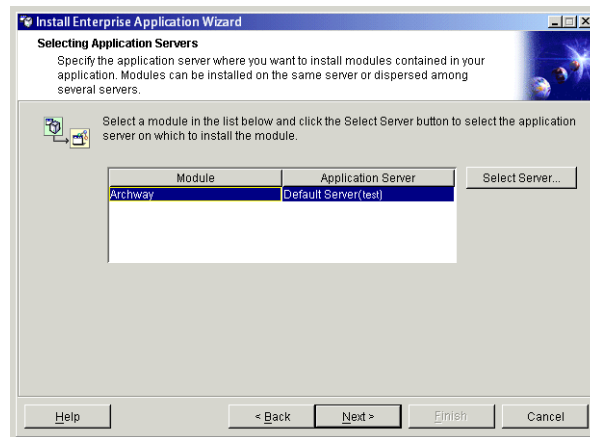 Install Enterprise Application Wizard
Selecting Application Servers
Specify the application server where you want to install modules contained in your
application. Modules can be installed on the same server or dispersed among
several servers.
Select a module in the list below and click the Select Server button to select the application
server on which to install the module.
Module Application Server Select Server...
Archway Default Server(test)
Help < Back Next > Finish Cancel